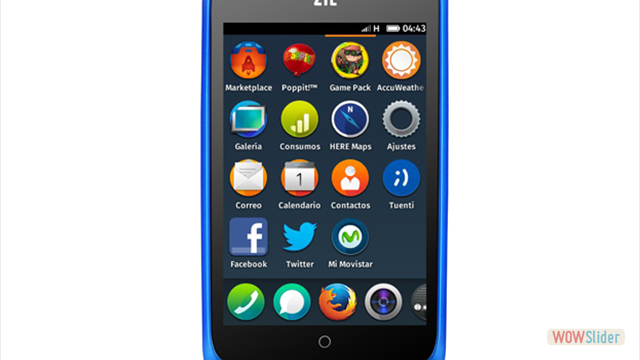 ZTE
H 04:43
Marketplace Poppit!™ Game Pack AccuWeathe
Galería Consumos HERE Maps Ajustes
1
Correo Calendario Contactos Tuenti
Facebook Twitter Mi Movistar
WOWSlider